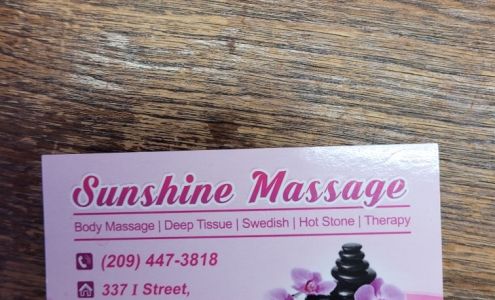 Sunshine Massage
Body Massage | Deep Tissue | Swedish | Hot Stone | Therapy
(209) 447-3818
337 I Street,